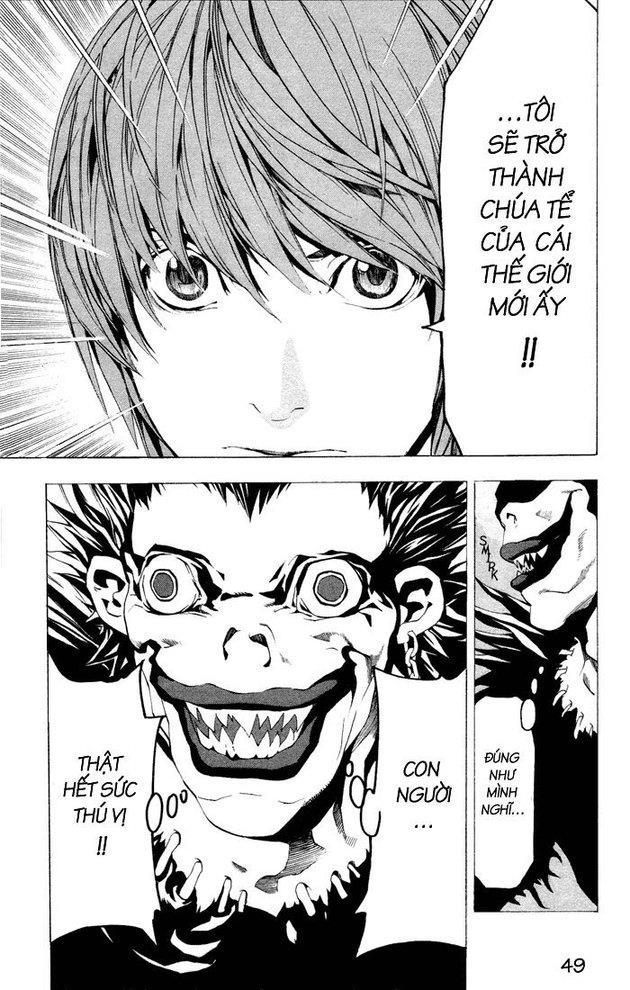 ...TÔI
SẼ TRỞ
THÀNH
CHÚA TỂ
CỦA CÁI
THẾ GIỚI
MỚI ẤY
!!
SMRK
ĐÚNG
NHƯ
MÌNH
NGHĨ...
CON
NGƯỜI
...
THẬT
HẾT SỨC
THÚ VỊ
!!
49